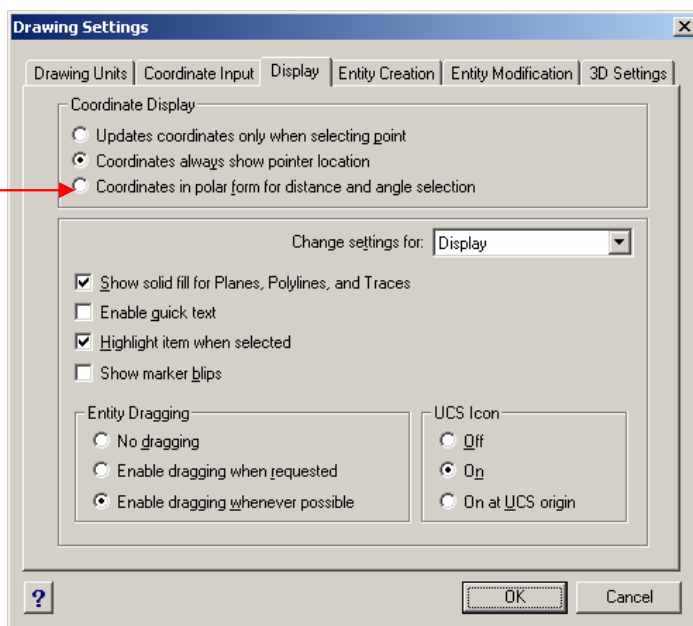 Drawing Settings
Drawing Units Coordinate Input Display Entity Creation Entity Modification 3D Settings
Coordinate Display
Updates coordinates only when selecting point
Coordinates always show pointer location
Coordinates in polar form for distance and angle selection
Change settings for: Display
Show solid fill for Planes, Polylines, and Traces
Enable quick text
Highlight item when selected
Show marker blips
Entity Dragging
No dragging
Enable dragging when requested
Enable dragging whenever possible
UCS Icon
Off
On
On at UCS origin
? OK Cancel